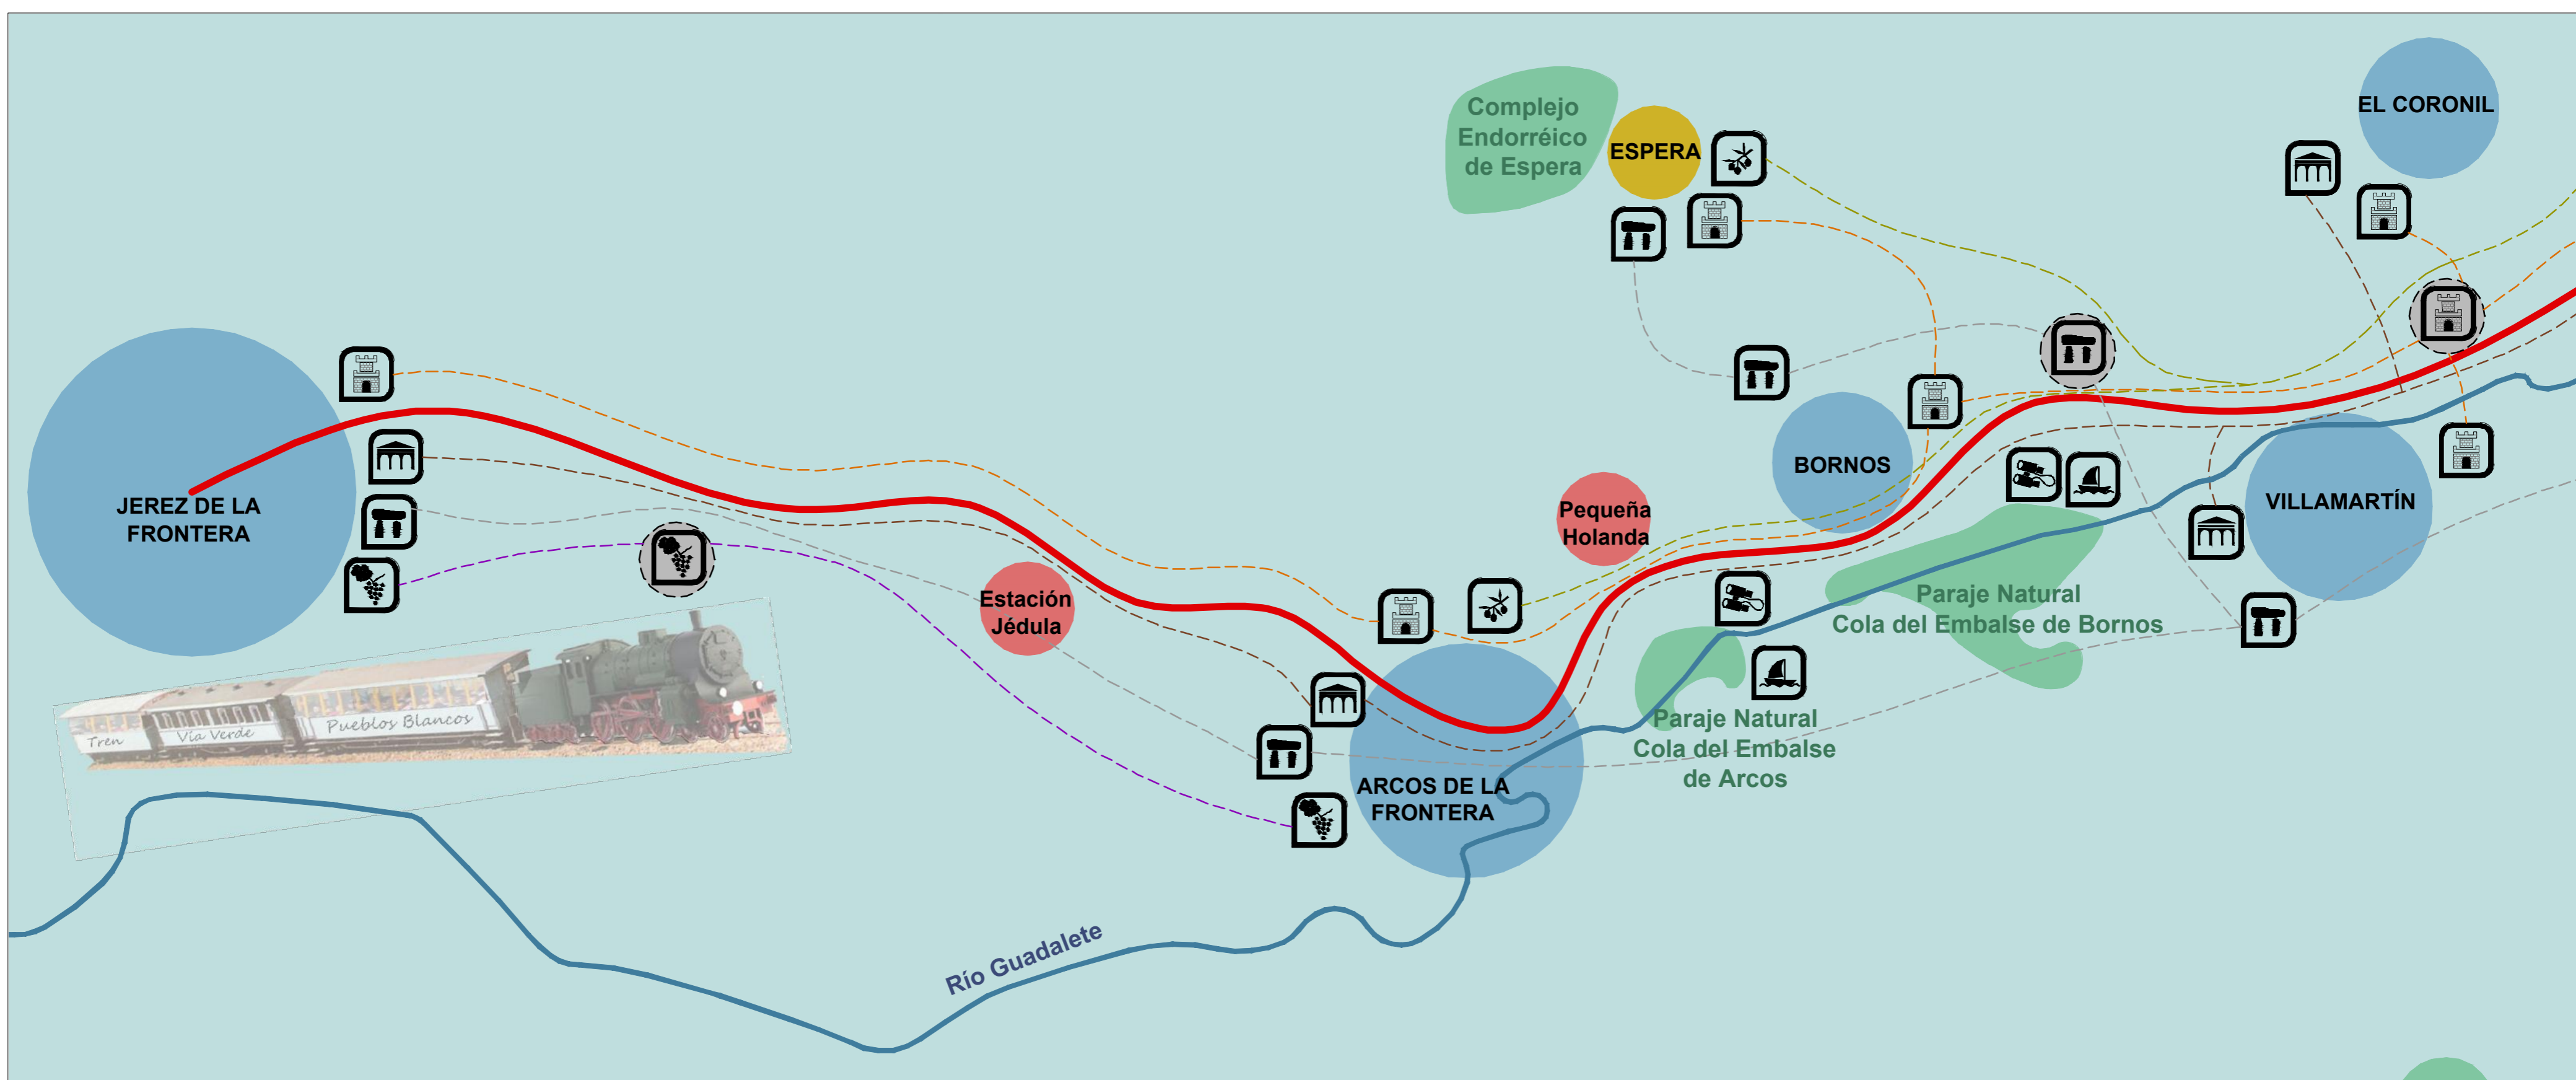 EL CORONIL
Complejo
Endorréico
de Espera
ESPERA
BORNOS
JEREZ DE LA
FRONTERA
VILLAMARTÍN
Pequeña
Holanda
Estación
Jédula
Paraje Natural
Cola del Embalse de Bornos
Paraje Natural
Cola del Embalse
de Arcos
ARCOS DE LA
FRONTERA
Tren
Vía Verde
Pueblos Blancos
Río Guadalete